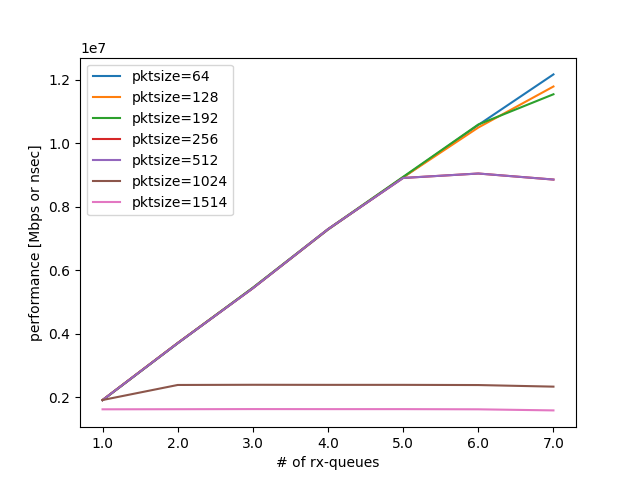 1e7
pktsize=64
pktsize=128
pktsize=192
pktsize=256
pktsize=512
pktsize=1024
pktsize=1514
1.2
1.0
0.8
0.6
0.4
0.2
performance [Mbps or nsec]
1.0 2.0 3.0 4.0 5.0 6.0 7.0
# of rx-queues